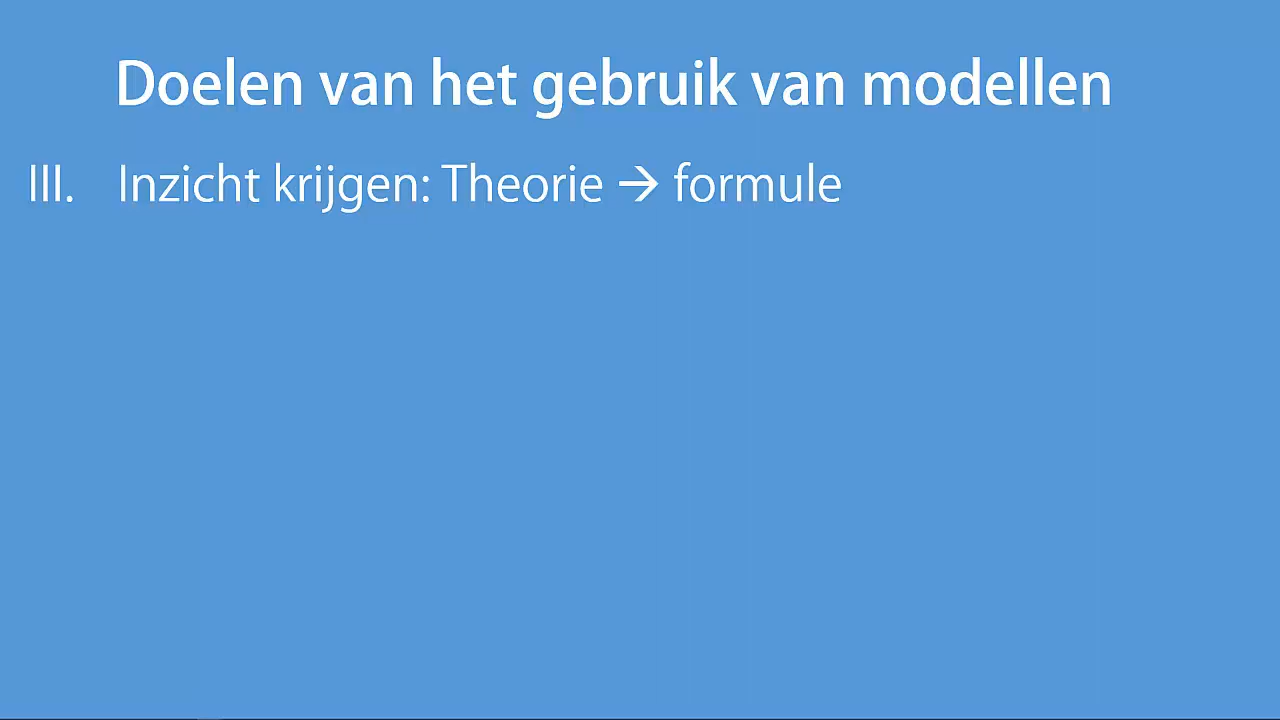 Doelen van het gebruik van modellen
III. Inzicht krijgen: Theorie → formule